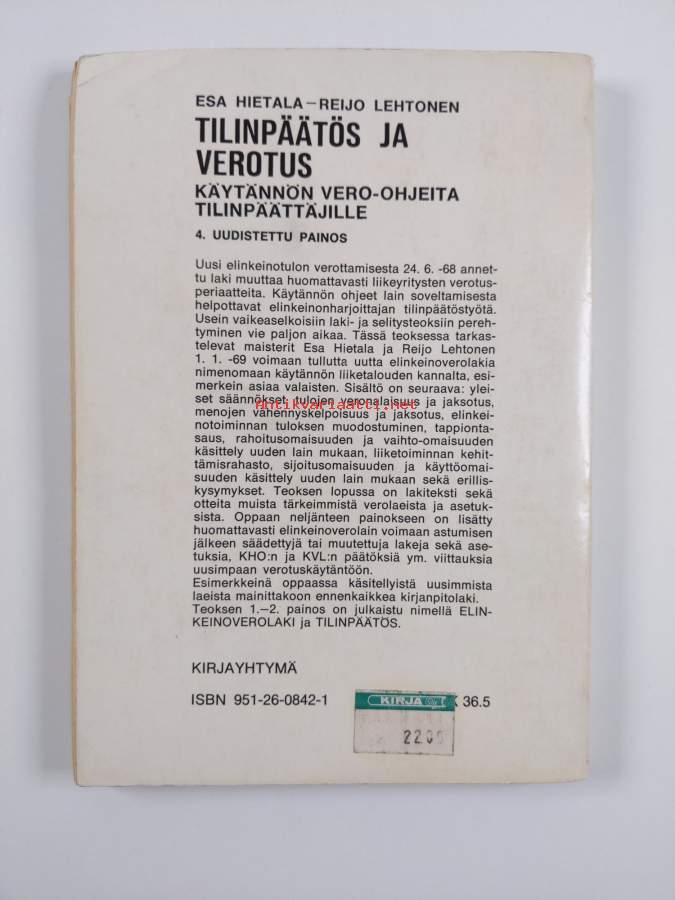 ESA HIETALA – REIJO LEHTONEN
TILINPÄÄTÖS JA
VEROTUS
KÄYTÄNNÖN VERO-OHJEITA
TILINPÄÄTTÄJILLE
4. UUDISTETTU PAINOS
Uusi elinkeinotulon verottamisesta 24. 6. -68 annet-
tu laki muuttaa huomattavasti liikeyritysten verotus-
periaatteita. Käytännön ohjeet lain soveltamisesta
helpottavat elinkeinonharjoittajan tilinpäätöstyötä.
Usein vaikeaselkoisiin laki- ja selitysteoksiin pereh-
tyminen vie paljon aikaa. Tässä teoksessa tarkas-
televat maisterit Esa Hietala ja Reijo Lehtonen
1. 1. -69 voimaan tullutta uutta elinkeinoverolakia
nimenomaan käytännön liiketalouden kannalta, esi-
merkein asiaa valaisten. Sisältö on seuraava: ylei-
set säännökset, tulojen veronalaisuus ja jaksotus,
Antikvariaatti.net
menojen vähennyskelpoisuus ja jaksotus, elinkei-
notoiminnan tuloksen muodostuminen, tappionta-
saus, rahoitusomaisuuden ja vaihto-omaisuuden
käsittely uuden lain mukaan, liiketoiminnan kehit-
tämisrahasto, sijoitusomaisuuden ja käyttöomai-
suuden käsittely uuden lain mukaan sekä erillis-
kysymykset. Teoksen lopussa on lakiteksti sekä
otteita muista tärkeimmistä verolaeista ja asetuk-
sista. Oppaan neljänteen painokseen on lisätty
huomattavasti elinkeinoverolain voimaan astumisen
jälkeen säädettyjä tai muutettuja lakeja sekä ase-
tuksia, KHO:n ja KVL:n päätöksiä ym. viittauksia
uusimpaan verotuskäytäntöön.
Esimerkkeinä oppaassa käsitellyistä uusimmista
laeista mainittakoon ennenkaikkea kirjanpitolaki.
Teoksen 1.—2. painos on julkaistu nimellä ELIN-
KEINOVEROLAKI ja TILINPÄÄTÖS.
KIRJAYHTYMÄ
ISBN 951-26-0842-1
KIRJA
36.5